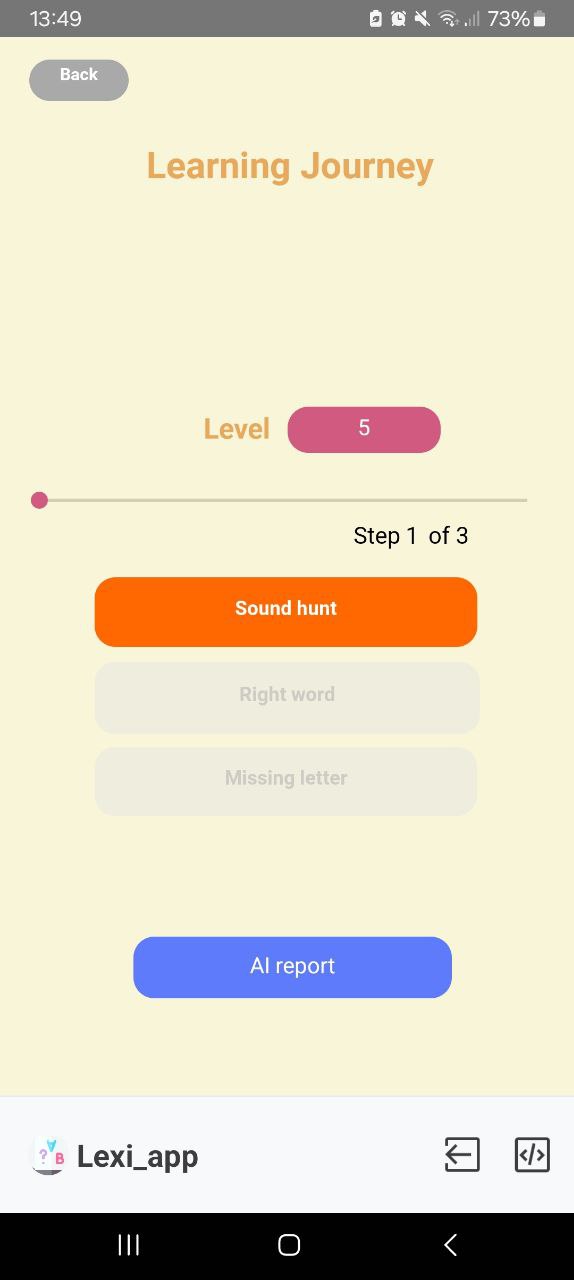 13:49 73%
Back
Learning Journey
Level 5
Step 1 of 3
Sound hunt
Right word
Missing letter
AI report
?AB Lexi_app </>